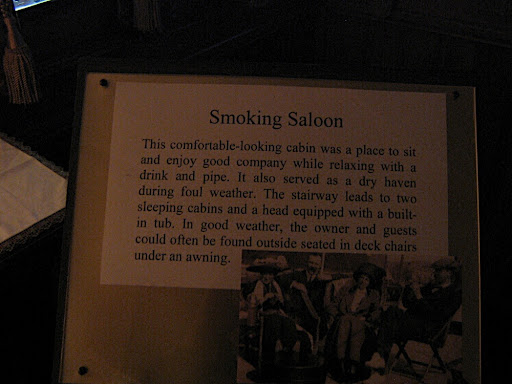 Smoking Saloon
This comfortable-looking cabin was a place to sit
and enjoy good company while relaxing with a
drink and pipe. It also served as a dry haven
during foul weather. The stairway leads to two
sleeping cabins and a head equipped with a built-
in tub. In good weather, the owner and guests
could often be found outside seated in deck chairs
under an awning.